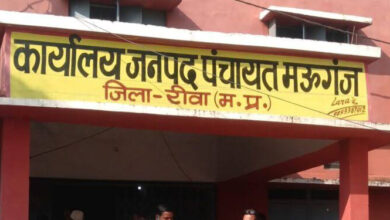 कार्यालय जनपद पंचायत मऊगंज
जिला-रीवा (म.प्र.)